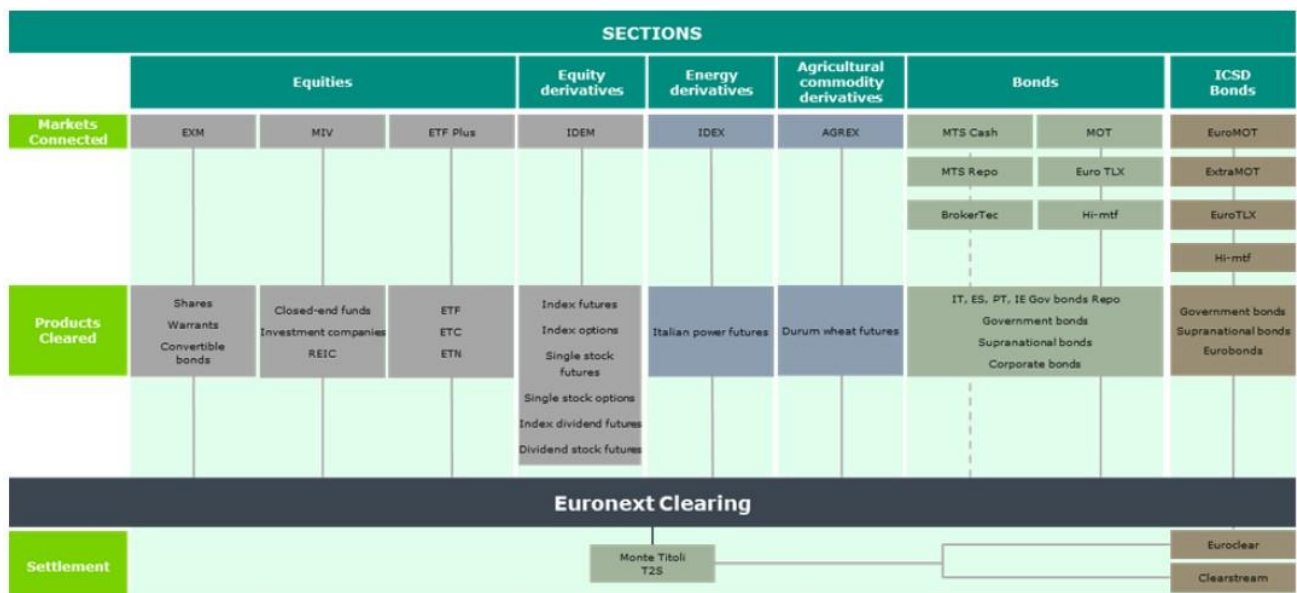 SECTIONS
Equities
Equity
derivatives
Energy
derivatives
Agricultural
commodity
derivatives
Bonds
ICSD
Bonds
Markets
Connected
EXM
MIV
ETF Plus
IDEM
IDEX
AGREX
MTS Cash
MOT
EuroMOT
MTS Repo
Euro TLX
ExtraMOT
BrokerTec
Hi-mtf
EuroTLX
Hi-mtf
Products
Cleared
Shares
Warrants
Convertible
bonds
Closed-end funds
Investment companies
REIC
ETF
ETC
ETN
Index futures
Index options
Single stock
futures
Single stock options
Index dividend futures
Dividend stock futures
Italian power futures
Durum wheat futures
IT, ES, PT, IE Gov bonds Repo
Government bonds
Supranational bonds
Corporate bonds
Government bonds
Supranational bonds
Eurobonds
Euronext Clearing
Settlement
Monte Titoli
T2S
Euroclear
Clearstream